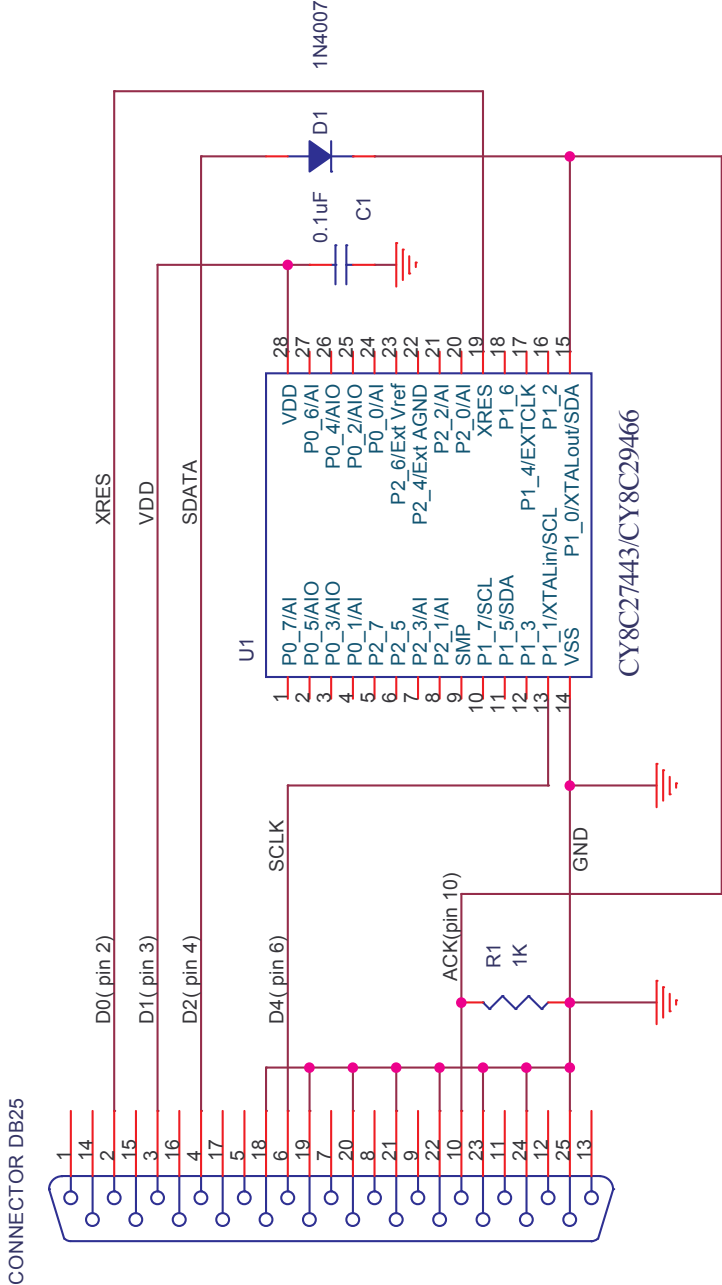 CONNECTOR DB25
1
14
2
15
3
16
4
17
5
18
6
19
7
20
8
21
9
22
10
23
11
24
12
25
13
D0( pin 2)
D1( pin 3)
D2( pin 4)
D4( pin 6)
ACK(pin 10)
R1
1K
SCLK
GND
XRES
VDD
SDATA
U1
1
2
3
4
5
6
7
8
9
10
11
12
13
14
P0_7/AI
P0_5/AIO
P0_3/AIO
P0_1/AI
P2_7
P2_5
P2_3/AI
P2_1/AI
SMP
P1_7/SCL
P1_5/SDA
P1_3
P1_1/XTALin/SCL
VSS
VDD
P0_6/AI
P0_4/AIO
P0_2/AIO
P0_0/AI
P2_6/Ext Vref
P2_4/Ext AGND
P2_2/AI
P2_0/AI
XRES
P1_6
P1_4/EXTCLK
P1_2
P1_0/XTALout/SDA
28
27
26
25
24
23
22
21
20
19
18
17
16
15
CY8C27443/CY8C29466
0.1uF
C1
D1
1N4007